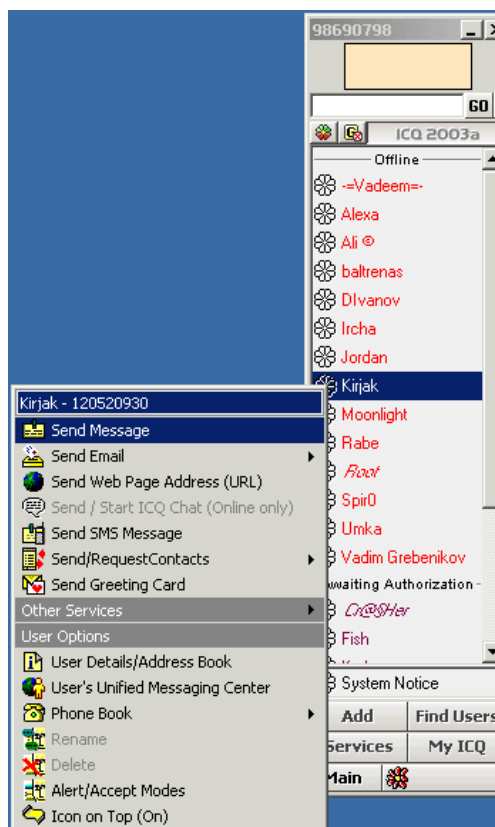 98690798
GO
ICQ 2003a
Offline
-=Vadeem=-
Alexa
Ali ©
baltrenas
DIvanov
Ircha
Jordan
Kirjak
Moonlight
Rabe
Root
Spir0
Umka
Vadim Grebenikov
waiting Authorization
Cr@$Her
Fish
System Notice
Add
Find Users
Services
My ICQ
Main
Kirjak - 120520930
Send Message
Send Email
Send Web Page Address (URL)
Send / Start ICQ Chat (Online only)
Send SMS Message
Send/RequestContacts
Send Greeting Card
Other Services
User Options
User Details/Address Book
User's Unified Messaging Center
Phone Book
Rename
Delete
Alert/Accept Modes
Icon on Top (On)